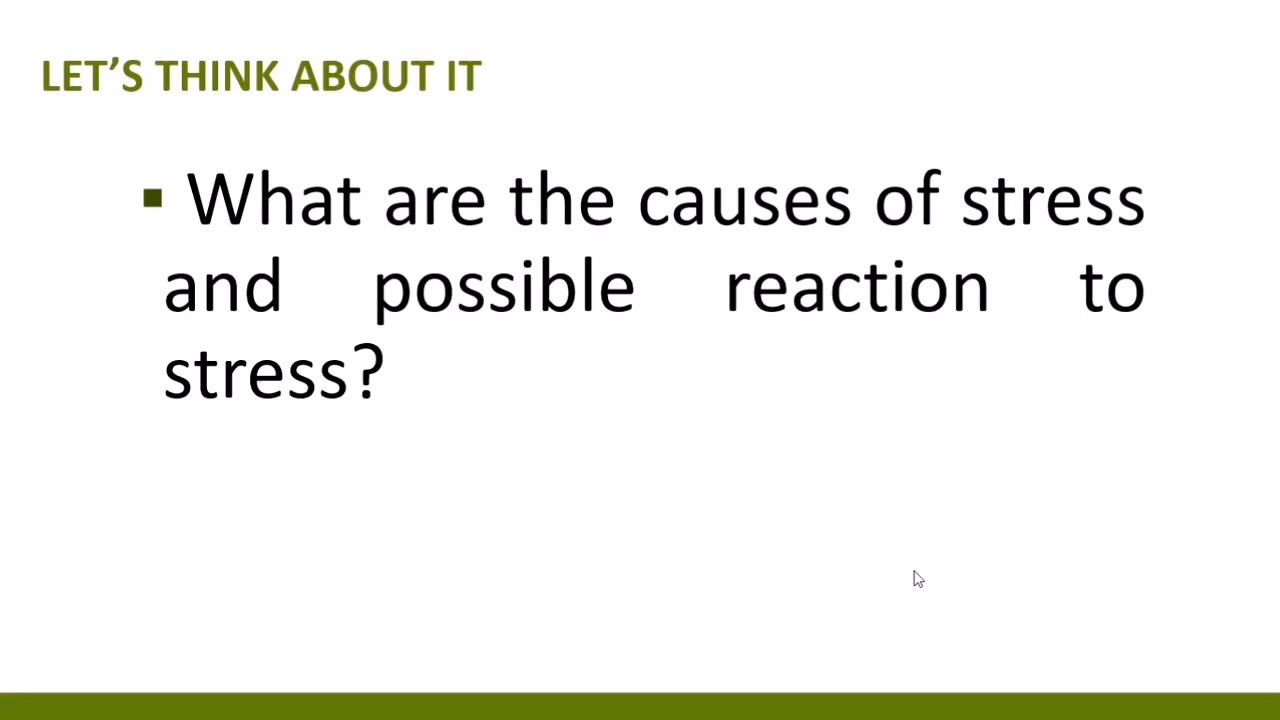 LET’S THINK ABOUT IT
What are the causes of stress
and possible reaction to
stress?